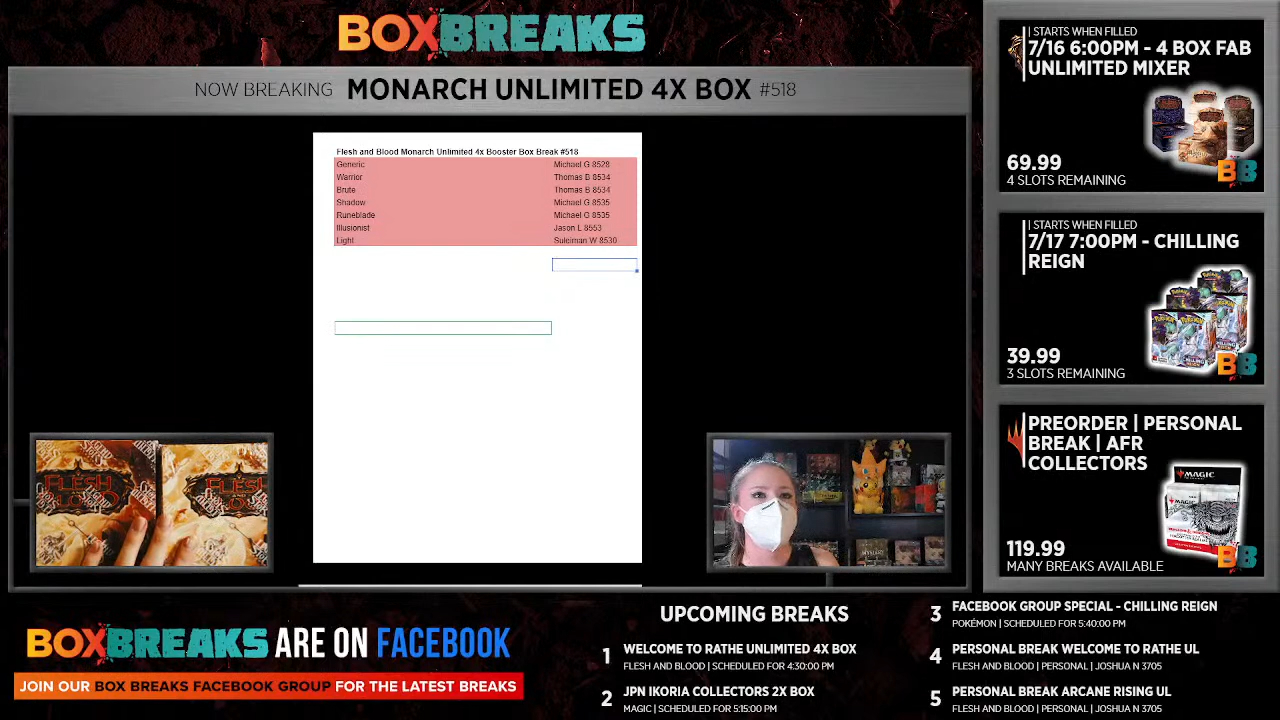 BOXBREAKS
NOW BREAKING MONARCH UNLIMITED 4X BOX #518
Flesh and Blood Monarch Unlimited 4x Booster Box Break #518
Generic Michael G 8528
Warrior Thomas B 8534
Brute Thomas B 8534
Shadow Michael G 8535
Runeblade Michael G 8535
Illusionist Jason L 8553
Light Suleiman W 8530
FLESH
FLESH
| STARTS WHEN FILLED
7/16 6:00PM - 4 BOX FAB
UNLIMITED MIXER
69.99
4 SLOTS REMAINING
BB
| STARTS WHEN FILLED
7/17 7:00PM - CHILLING
REIGN
39.99
3 SLOTS REMAINING
BB
PREORDER | PERSONAL
BREAK | AFR
COLLECTORS
MAGIC
119.99
MANY BREAKS AVAILABLE
BB
BOXBREAKS ARE ON FACEBOOK
JOIN OUR BOX BREAKS FACEBOOK GROUP FOR THE LATEST BREAKS
UPCOMING BREAKS
1 WELCOME TO RATHE UNLIMITED 4X BOX
FLESH AND BLOOD | SCHEDULED FOR 4:30:00 PM
2 JPN IKORIA COLLECTORS 2X BOX
MAGIC | SCHEDULED FOR 5:15:00 PM
3 FACEBOOK GROUP SPECIAL - CHILLING REIGN
POKÉMON | SCHEDULED FOR 5:40:00 PM
4 PERSONAL BREAK WELCOME TO RATHE UL
FLESH AND BLOOD | PERSONAL | JOSHUA N 3705
5 PERSONAL BREAK ARCANE RISING UL
FLESH AND BLOOD | PERSONAL | JOSHUA N 3705